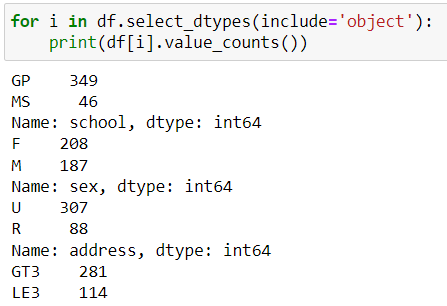 for i in df.select_dtypes(include='object'):
    print(df[i].value_counts())
GP    349
MS     46
Name: school, dtype: int64
F    208
M    187
Name: sex, dtype: int64
U    307
R     88
Name: address, dtype: int64
GT3    281
LE3    114